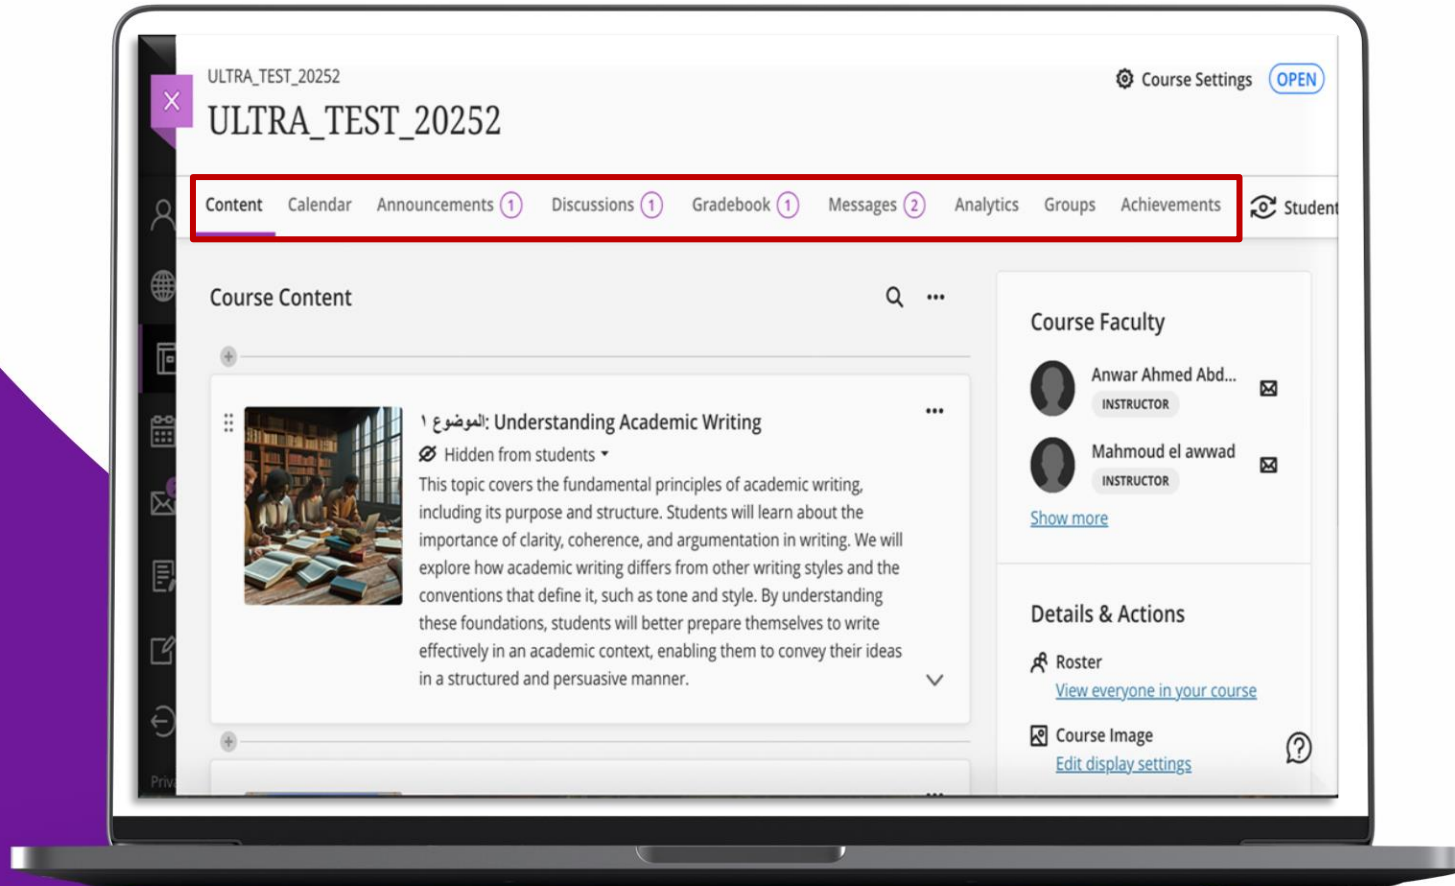 ULTRA_TEST_20252
ULTRA_TEST_20252
Course Settings
OPEN
Content Calendar Announcements 1 Discussions 1 Gradebook 1 Messages 2 Analytics Groups Achievements Student
Course Content
الموضوع ١: Understanding Academic Writing
Hidden from students
This topic covers the fundamental principles of academic writing,
including its purpose and structure. Students will learn about the
importance of clarity, coherence, and argumentation in writing. We will
explore how academic writing differs from other writing styles and the
conventions that define it, such as tone and style. By understanding
these foundations, students will better prepare themselves to write
effectively in an academic context, enabling them to convey their ideas
in a structured and persuasive manner.
Course Faculty
Anwar Ahmed Abd...
INSTRUCTOR
Mahmoud el awwad
INSTRUCTOR
Show more
Details & Actions
Roster
View everyone in your course
Course Image
Edit display settings